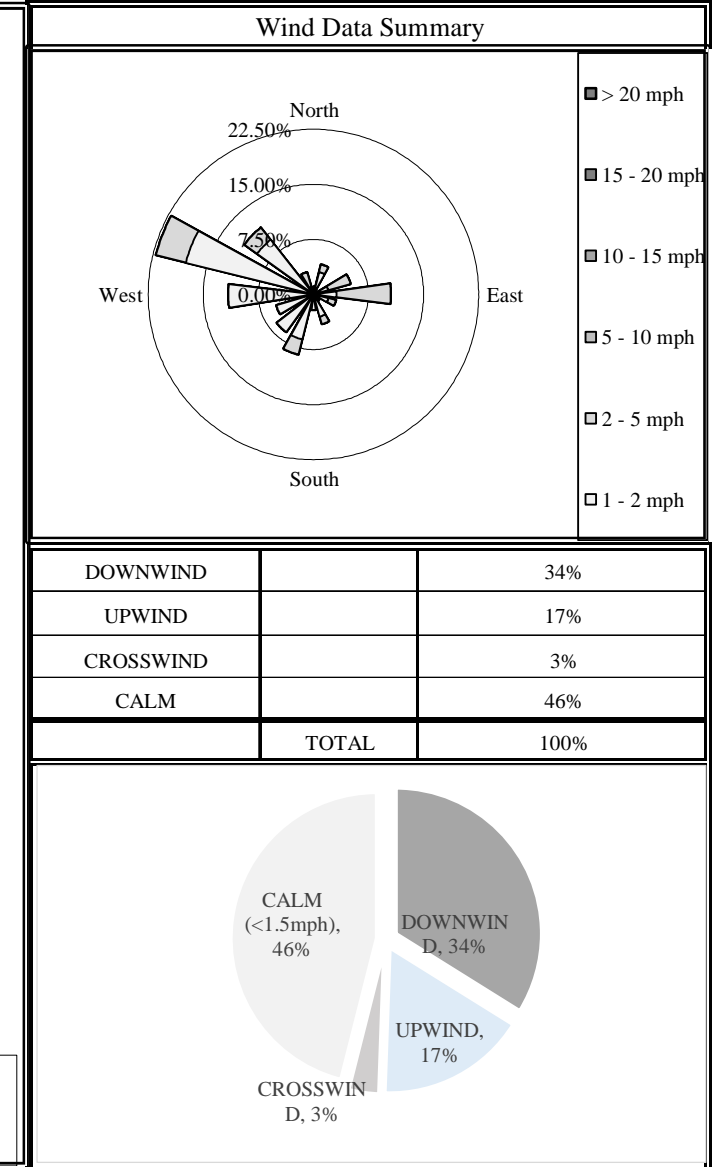 Wind Data Summary
North
22.50%
15.00%
7.50%
West
0.00%
East
South
> 20 mph
15 - 20 mph
10 - 15 mph
5 - 10 mph
2 - 5 mph
1 - 2 mph
DOWNWIND 34%
UPWIND 17%
CROSSWIND 3%
CALM 46%
TOTAL 100%
CALM
(<1.5mph),
46%
DOWNWIN
D, 34%
UPWIND,
17%
CROSSWIN
D, 3%